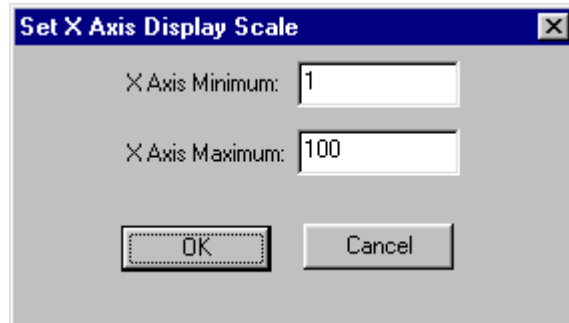 Set X Axis Display Scale
X Axis Minimum: 1
X Axis Maximum: 100
OK Cancel